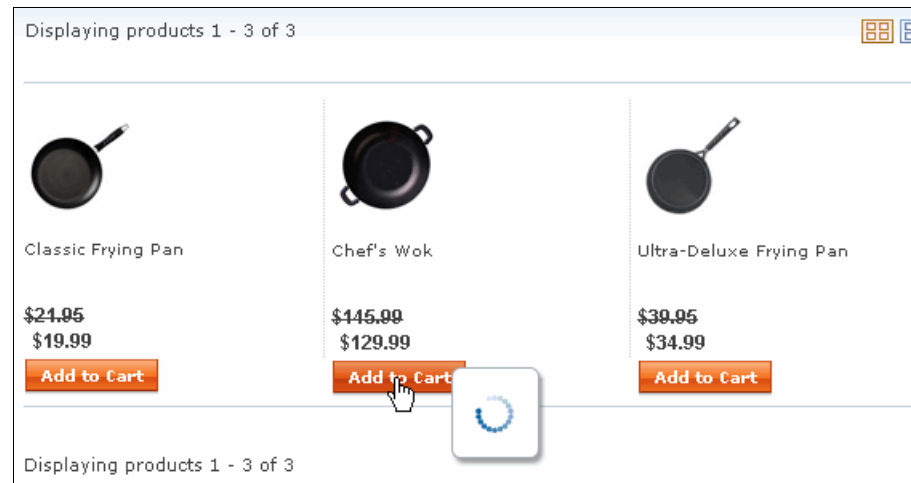 Displaying products 1 - 3 of 3
Classic Frying Pan
Chef's Wok
Ultra-Deluxe Frying Pan
$21.95
$145.99
$39.95
$19.99
$129.99
$34.99
Add to Cart
Add to Cart
Add to Cart
Displaying products 1 - 3 of 3